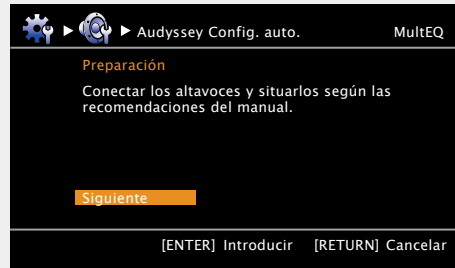 Audyssey Config. auto. MultEQ
Preparación
Conectar los altavoces y situarlos según las
recomendaciones del manual.
Siguiente
[ENTER] Introducir [RETURN] Cancelar